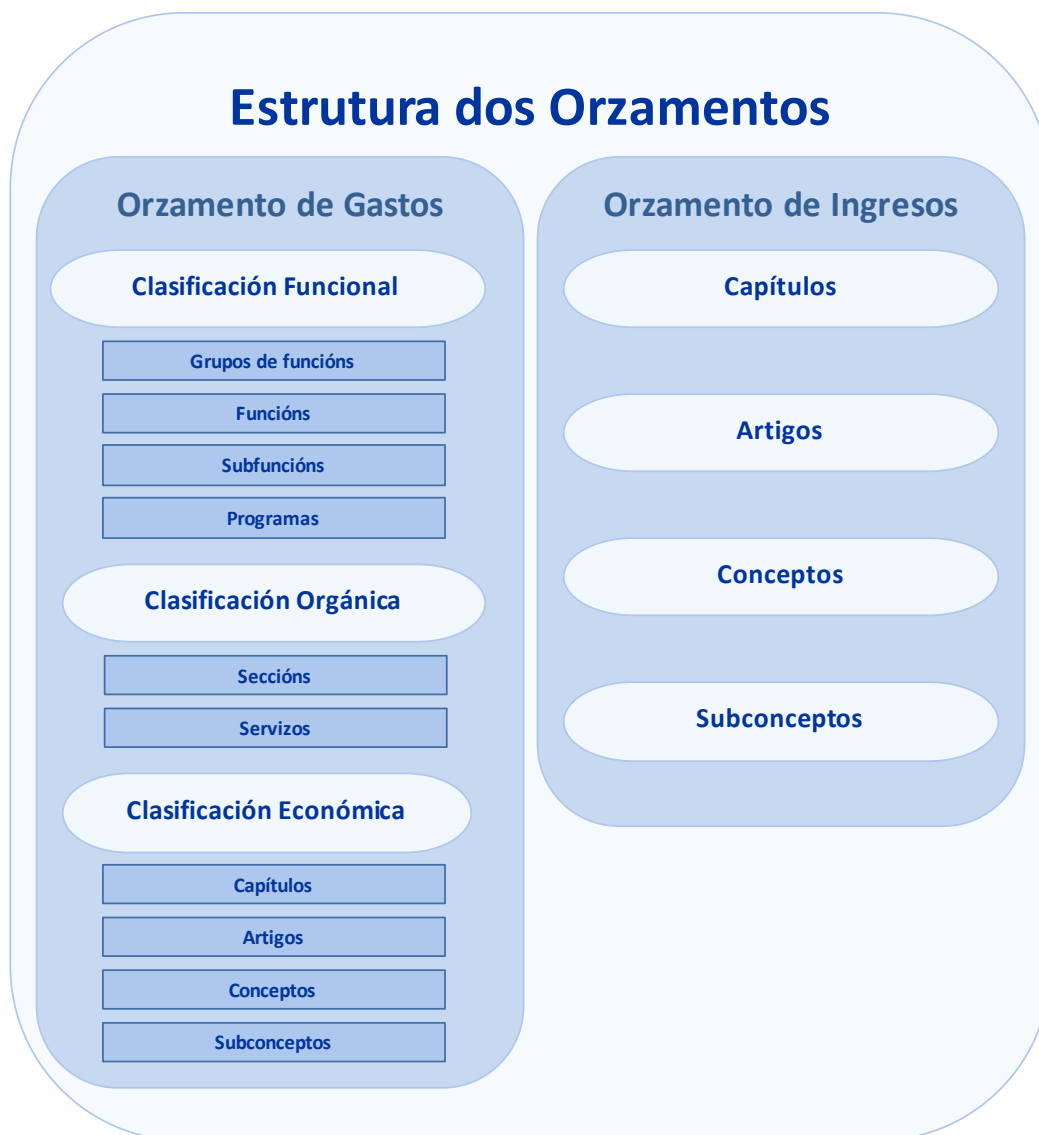 Estrutura dos Orzamentos
Orzamento de Gastos
Clasificación Funcional
Grupos de funcións
Funcións
Subfuncións
Programas
Clasificación Orgánica
Seccións
Servizos
Clasificación Económica
Capítulos
Artigos
Conceptos
Subconceptos
Orzamento de Ingresos
Capítulos
Artigos
Conceptos
Subconceptos